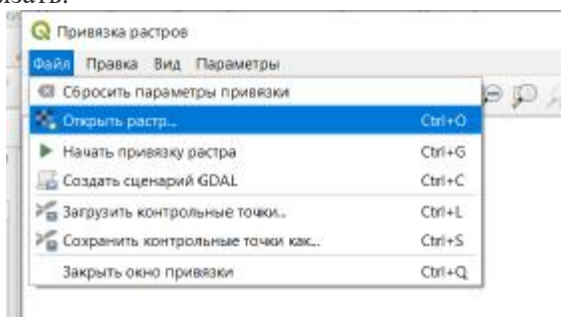 Привязка растров
Файл Правка Вид Параметры
Сбросить параметры привязки
Открыть растр... Ctrl+O
Начать привязку растра Ctrl+G
Создать сценарий GDAL Ctrl+C
Загрузить контрольные точки... Ctrl+L
Сохранить контрольные точки как... Ctrl+S
Закрыть окно привязки Ctrl+Q